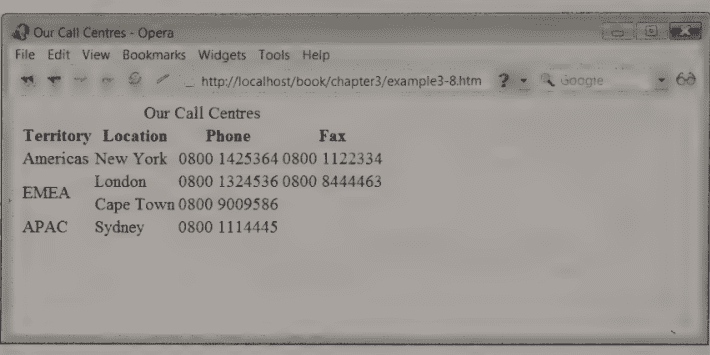 Our Call Centres - Opera
File Edit View Bookmarks Widgets Tools Help
http://localhost/book/chapter3/example3-8.htm ? Google
Our Call Centres
Territory Location Phone Fax
Americas New York 0800 1425364 0800 1122334
EMEA London 0800 1324536 0800 8444463
Cape Town 0800 9009586
APAC Sydney 0800 1114445